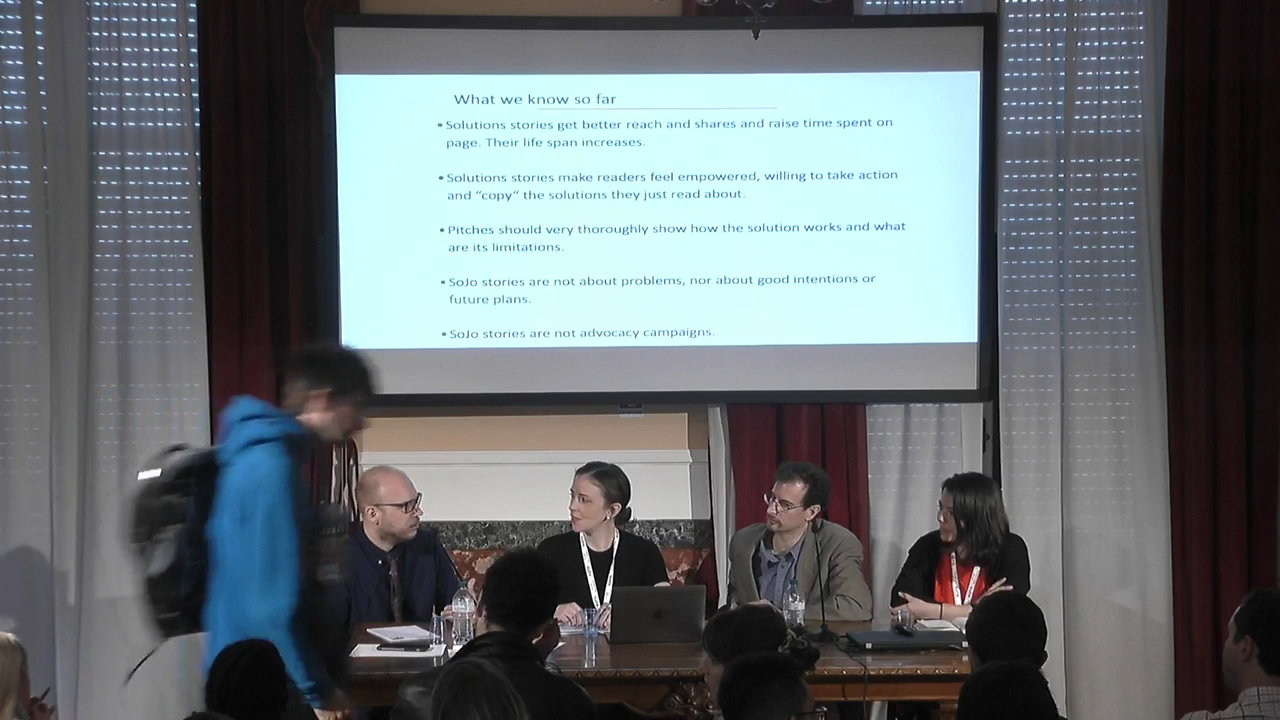 What we know so far
• Solutions stories get better reach and shares and raise time spent on
page. Their life span increases.
• Solutions stories make readers feel empowered, willing to take action
and “copy” the solutions they just read about.
• Pitches should very thoroughly show how the solution works and what
are its limitations.
• SoJo stories are not about problems, nor about good intentions or
future plans.
• SoJo stories are not advocacy campaigns.